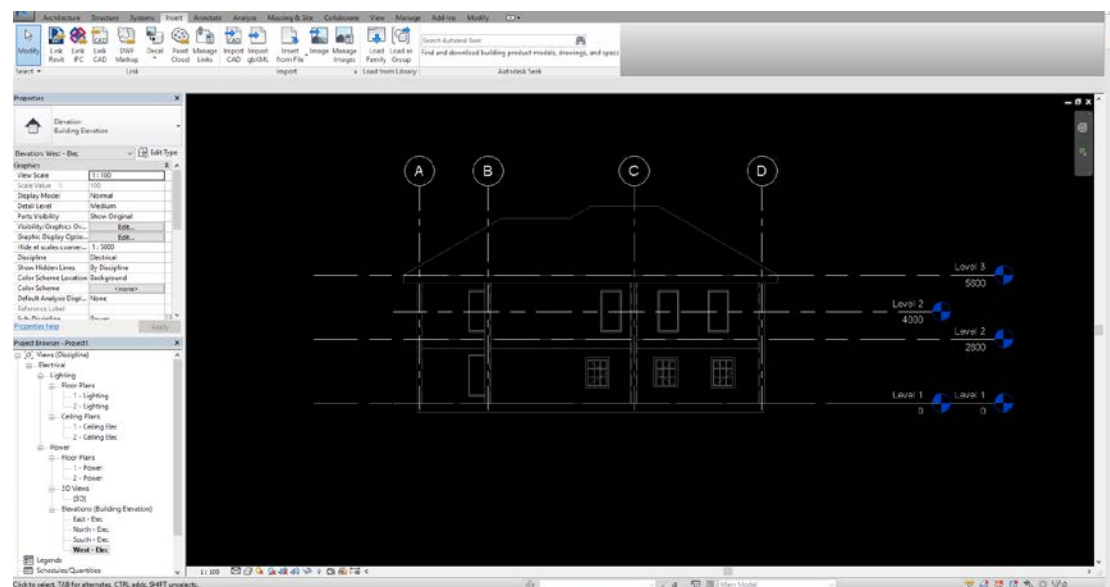 Architecture Structure Systems Insert Annotate Analyze Massing & Site Collaborate View Manage Add-Ins Modify
Modify Link Revit Link IFC Link CAD DWF Markup Decal Point Cloud Manage Links Import CAD Import gbXML Insert from File Image Manage Images Load Family Load as Group
Search Autodesk Seek
Find and download building product models, drawings, and specs
Select Link Import Load from Library Autodesk Seek
Properties
Elevation
Building Elevation
Elevation: West - Elec Edit Type
Graphics
View Scale 1 : 100
Scale Value 1: 100
Display Model Normal
Detail Level Medium
Parts Visibility Show Original
Visibility/Graphics Ov... Edit...
Graphic Display Optio... Edit...
Hide at scales coarser... 1 : 5000
Discipline Electrical
Show Hidden Lines By Discipline
Color Scheme Location Background
Color Scheme <none>
Default Analysis Displ... None
Reference Label
Sub-Discipline Power
Properties help Apply
Project Browser - Project1
Views (Discipline)
Electrical
Lighting
Floor Plans
1 - Lighting
2 - Lighting
Ceiling Plans
1 - Ceiling Elec
2 - Ceiling Elec
Power
Floor Plans
1 - Power
2 - Power
3D Views
{3D}
Elevations (Building Elevation)
East - Elec
North - Elec
South - Elec
West - Elec
Legends
Schedules/Quantities
A B C D
Level 3
5800
Level 2
4000
Level 2
2800
Level 1 Level 1
0 0
1 : 100
Click to select, TAB for alternates, CTRL adds, SHIFT unselects.
Main Model